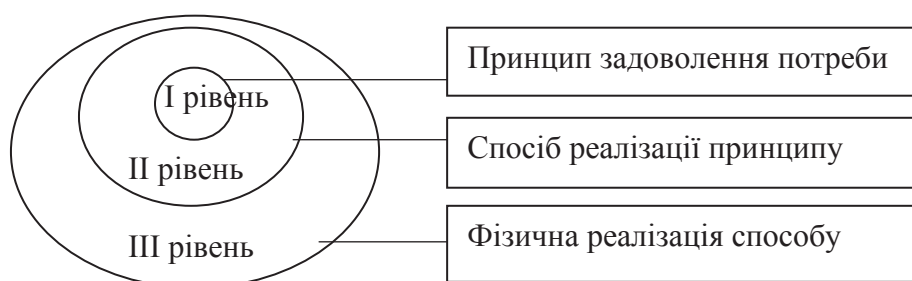 І рівень
Принцип задоволення потреби
ІІ рівень
Спосіб реалізації принципу
ІІІ рівень
Фізична реалізація способу